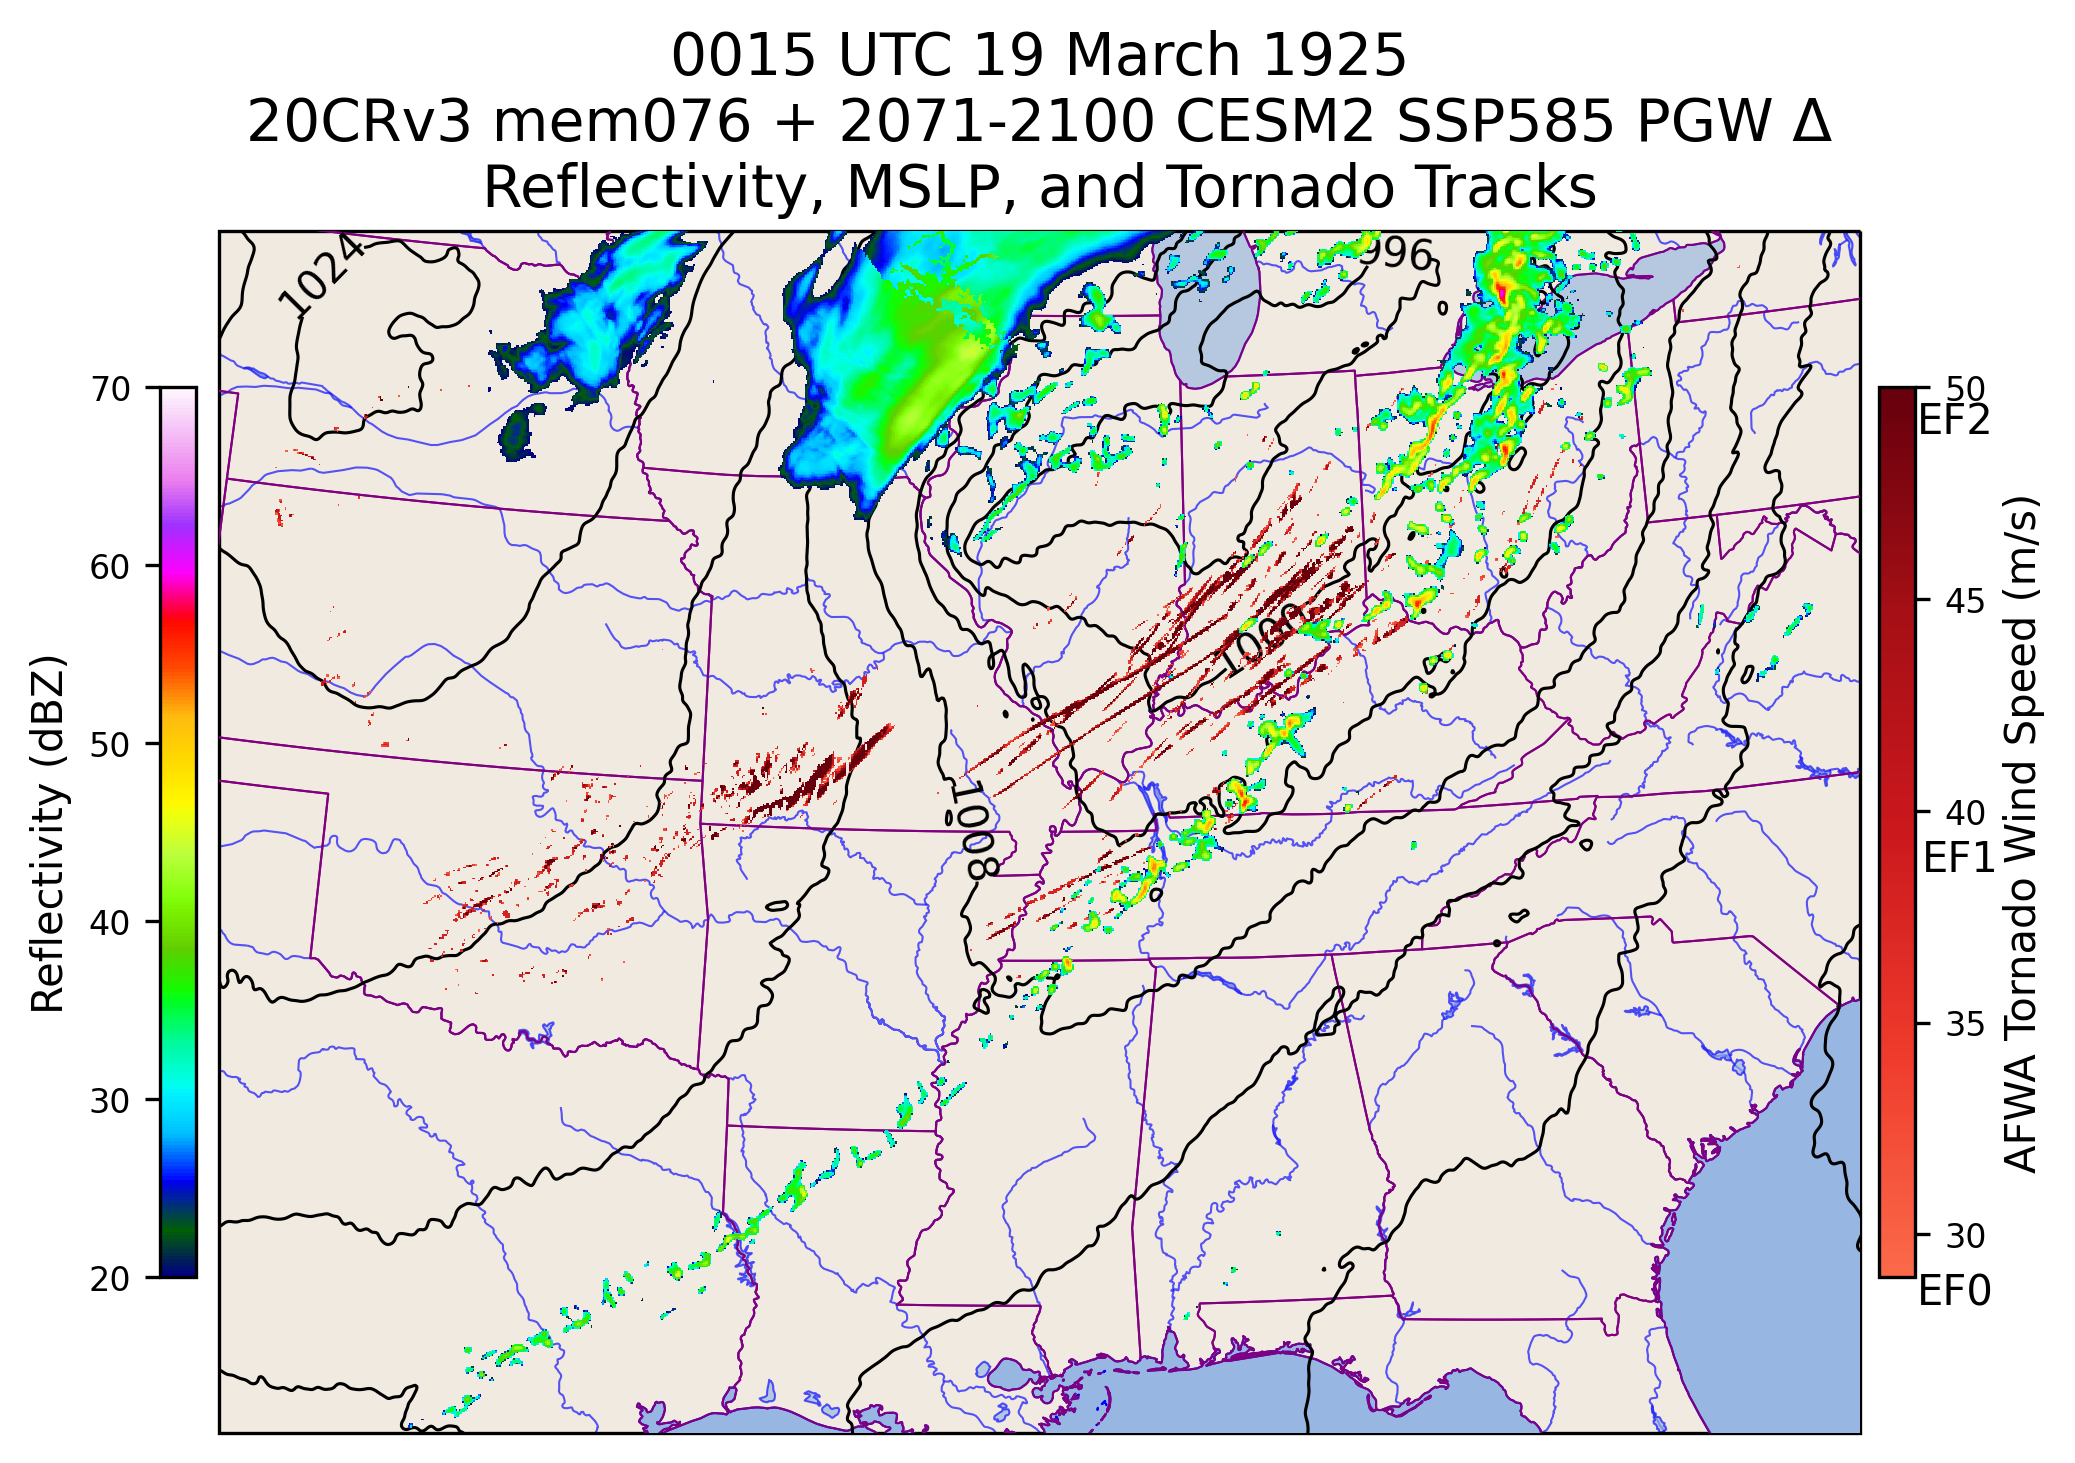 0015 UTC 19 March 1925
20CRv3 mem076 + 2071-2100 CESM2 SSP585 PGW Δ
Reflectivity, MSLP, and Tornado Tracks
1024
996
1000
1008
70
60
50
40
30
20
Reflectivity (dBZ)
50
EF2
45
40
EF1
35
30
EF0
AFWA Tornado Wind Speed (m/s)